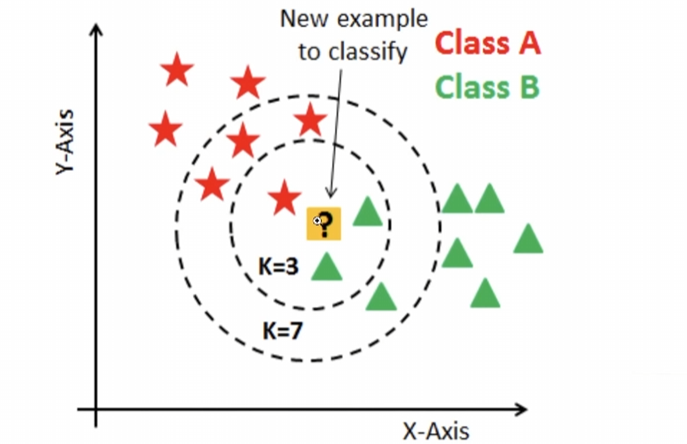 New example
to classify
Class A
Class B
Y-Axis
?
K=3
K=7
X-Axis